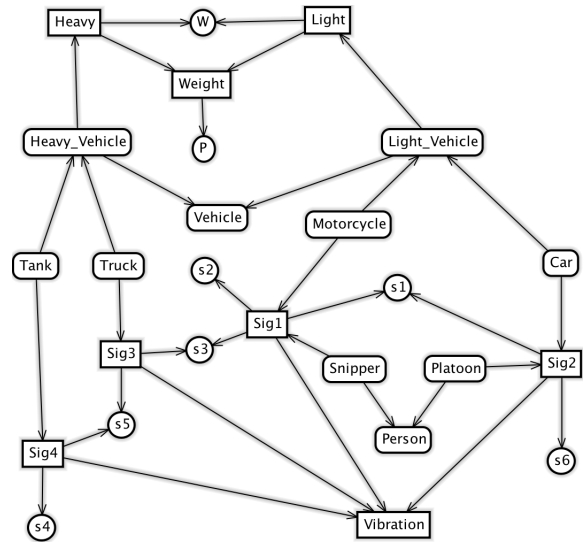 Heavy
W
Light
Weight
P
Heavy_Vehicle
Light_Vehicle
Vehicle
Motorcycle
Tank
Truck
s2
s1
Car
Sig1
s3
Sig3
Snipper
Platoon
Sig2
s5
Person
Sig4
s6
s4
Vibration